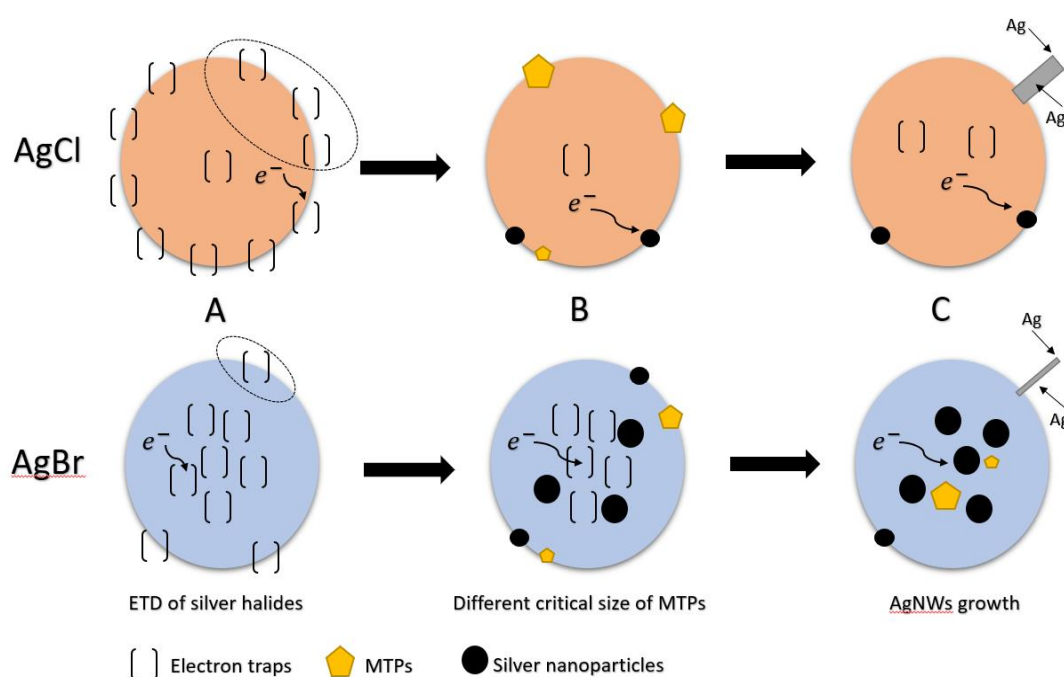 Ag
Ag
AgCl
e−
e−
e−
A
B
C
Ag
Ag
AgBr
e−
e−
e−
ETD of silver halides
Different critical size of MTPs
AgNWs growth
Electron traps
MTPs
Silver nanoparticles